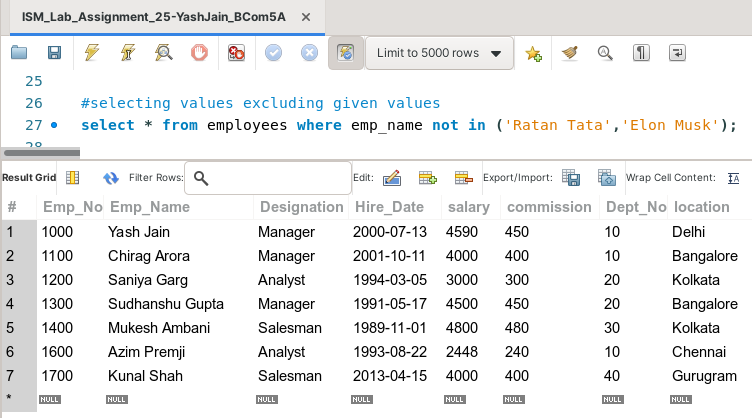 ISM_Lab_Assignment_25-YashJain_BCom5A ×
Limit to 5000 rows
25
26 #selecting values excluding given values
27 select * from employees where emp_name not in ('Ratan Tata','Elon Musk');
28
Result Grid Filter Rows: Edit: Export/Import: Wrap Cell Content: IA
# Emp_No Emp_Name Designation Hire_Date salary commission Dept_No location
1 1000 Yash Jain Manager 2000-07-13 4590 450 10 Delhi
2 1100 Chirag Arora Manager 2001-10-11 4000 400 10 Bangalore
3 1200 Saniya Garg Analyst 1994-03-05 3000 300 20 Kolkata
4 1300 Sudhanshu Gupta Manager 1991-05-17 4500 450 20 Bangalore
5 1400 Mukesh Ambani Salesman 1989-11-01 4800 480 30 Kolkata
6 1600 Azim Premji Analyst 1993-08-22 2448 240 10 Chennai
7 1700 Kunal Shah Salesman 2013-04-15 4000 400 40 Gurugram
* NULL NULL NULL NULL NULL NULL NULL NULL